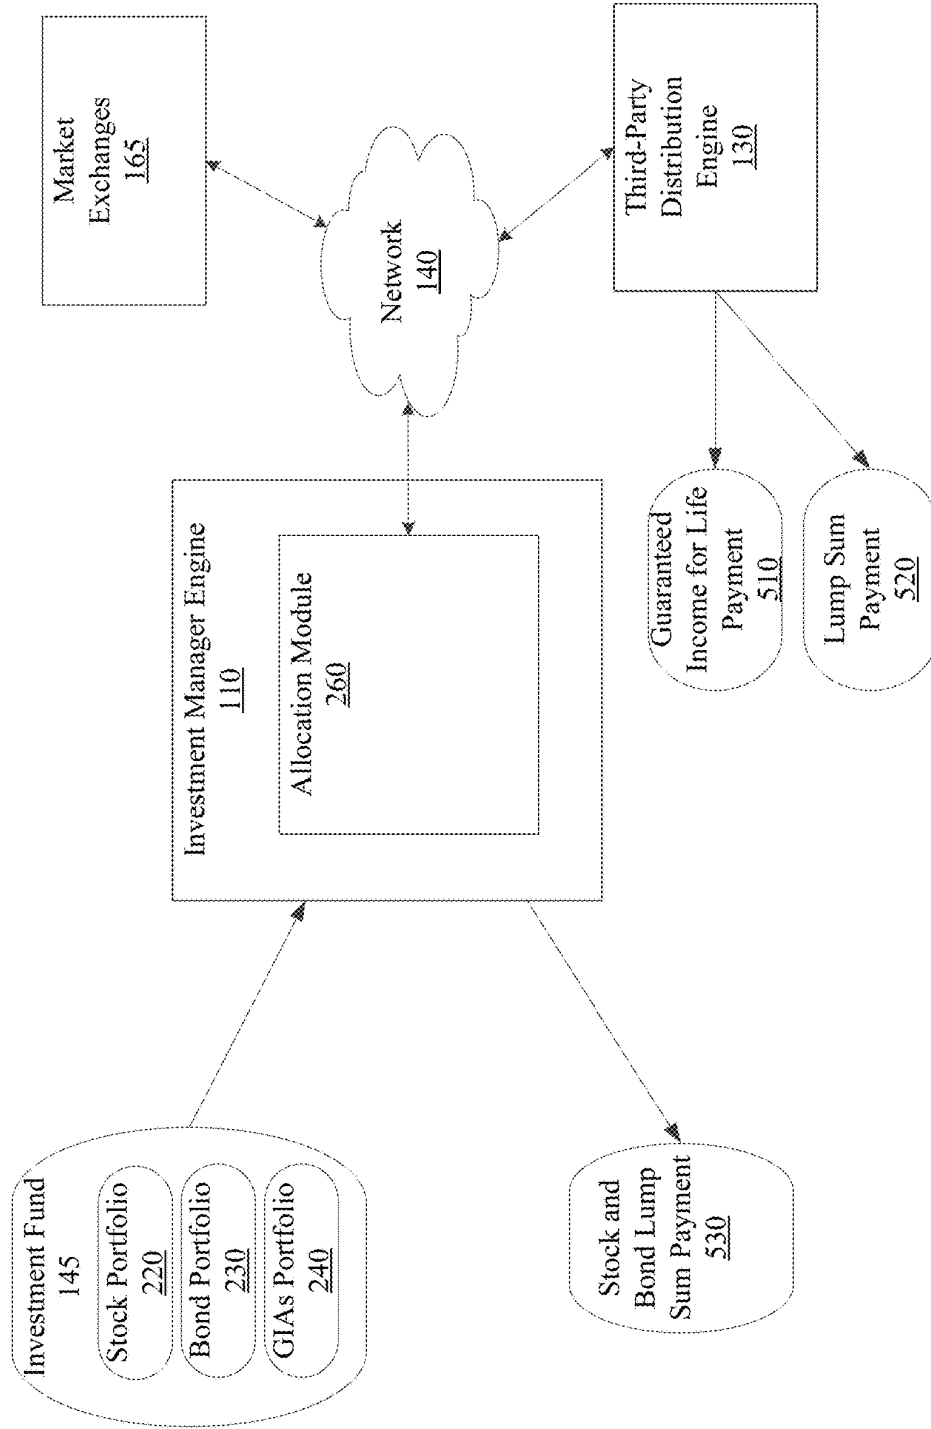 Investment Fund
145
Stock Portfolio
220
Bond Portfolio
230
GIAs Portfolio
240
Investment Manager Engine
110
Allocation Module
260
Market
Exchanges
165
Network
140
Third-Party
Distribution
Engine
130
Stock and
Bond Lump
Sum Payment
530
Guaranteed
Income for Life
Payment
510
Lump Sum
Payment
520